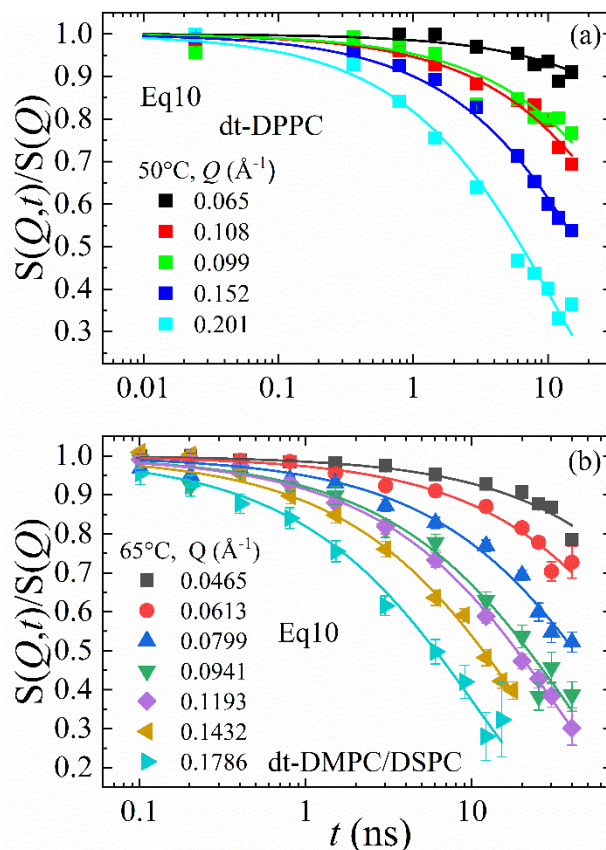 (a)
1.0
0.9
0.8
0.7
0.6
0.5
0.4
0.3
S(Q,t)/S(Q)
Eq10
dt-DPPC
50°C, Q (Å⁻¹)
0.065
0.108
0.099
0.152
0.201
0.01 0.1 1 10
(b)
1.0
0.9
0.8
0.7
0.6
0.5
0.4
0.3
0.2
S(Q,t)/S(Q)
65°C, Q (Å⁻¹)
0.0465
0.0613
0.0799
0.0941
0.1193
0.1432
0.1786
Eq10
dt-DMPC/DSPC
0.1 1 10
t (ns)